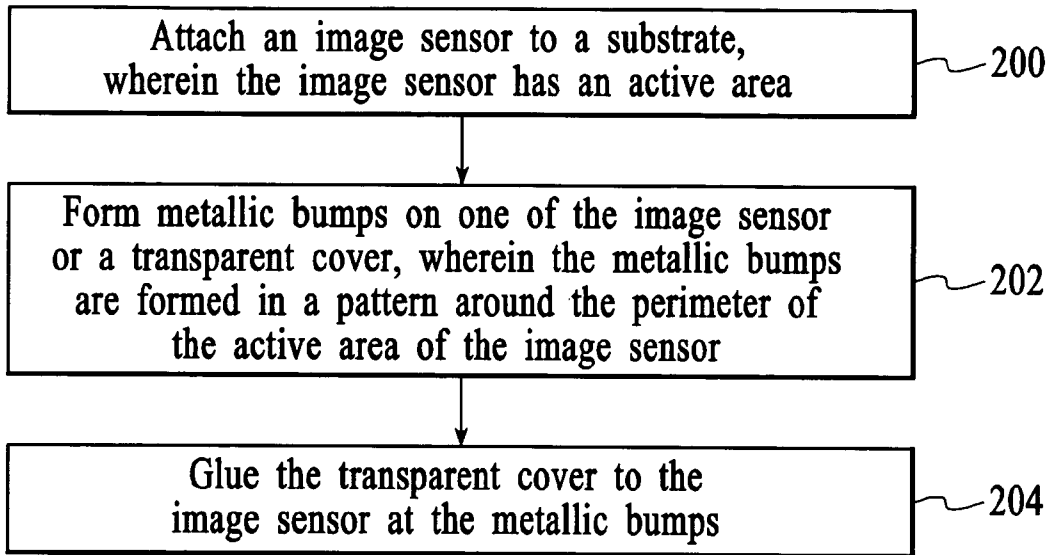 Attach an image sensor to a substrate,
wherein the image sensor has an active area
200
Form metallic bumps on one of the image sensor
or a transparent cover, wherein the metallic bumps
are formed in a pattern around the perimeter of
the active area of the image sensor
202
Glue the transparent cover to the
image sensor at the metallic bumps
204